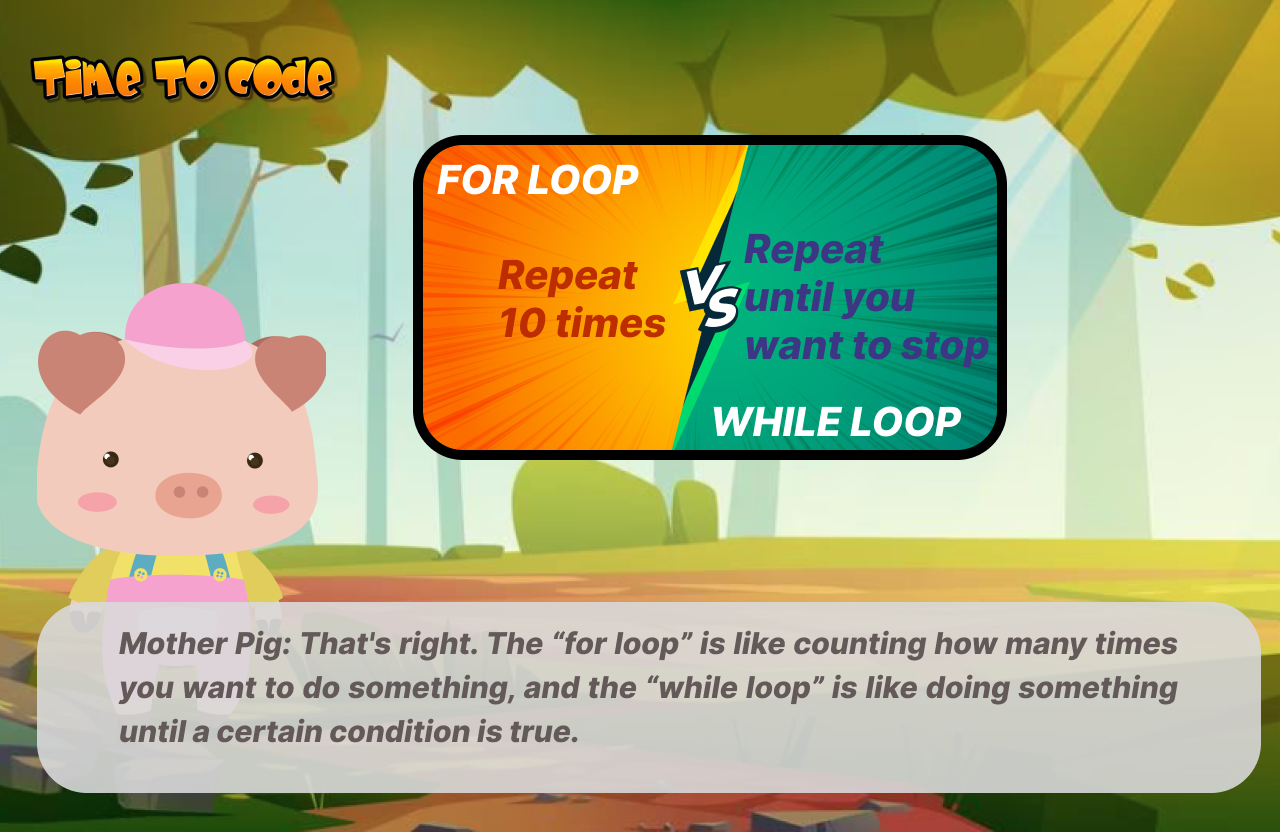 Time To Code
FOR LOOP
Repeat
10 times
VS
Repeat
until you
want to stop
WHILE LOOP
Mother Pig: That's right. The “for loop” is like counting how many times
you want to do something, and the “while loop” is like doing something
until a certain condition is true.